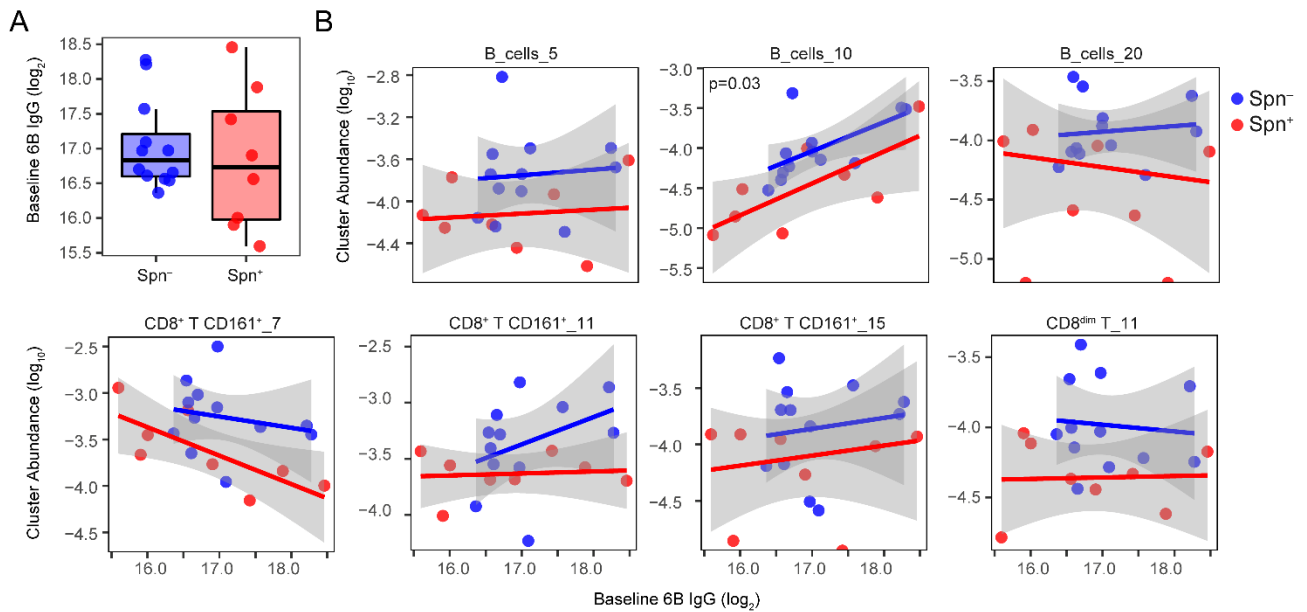 A
Baseline 6B IgG (log₂)
18.5
18.0
17.5
17.0
16.5
16.0
15.5
Spn⁻
Spn⁺
B
Cluster Abundance (log₁₀)
B_cells_5
−2.8
−3.6
−4.4
B_cells_10
p=0.03
−3.0
−3.5
−4.0
−4.5
−5.0
−5.5
B_cells_20
−3.5
−4.0
−4.5
−5.0
Spn⁻
Spn⁺
Cluster Abundance (log₁₀)
CD8⁺ T CD161⁺_7
−2.5
−3.0
−3.5
−4.0
−4.5
16.0 17.0 18.0
CD8⁺ T CD161⁺_11
−2.5
−3.0
−3.5
−4.0
16.0 17.0 18.0
CD8⁺ T CD161⁺_15
−3.0
−3.5
−4.0
−4.5
16.0 17.0 18.0
CD8ᵈⁱᵐ T_11
−3.5
−4.0
−4.5
16.0 17.0 18.0
Baseline 6B IgG (log₂)